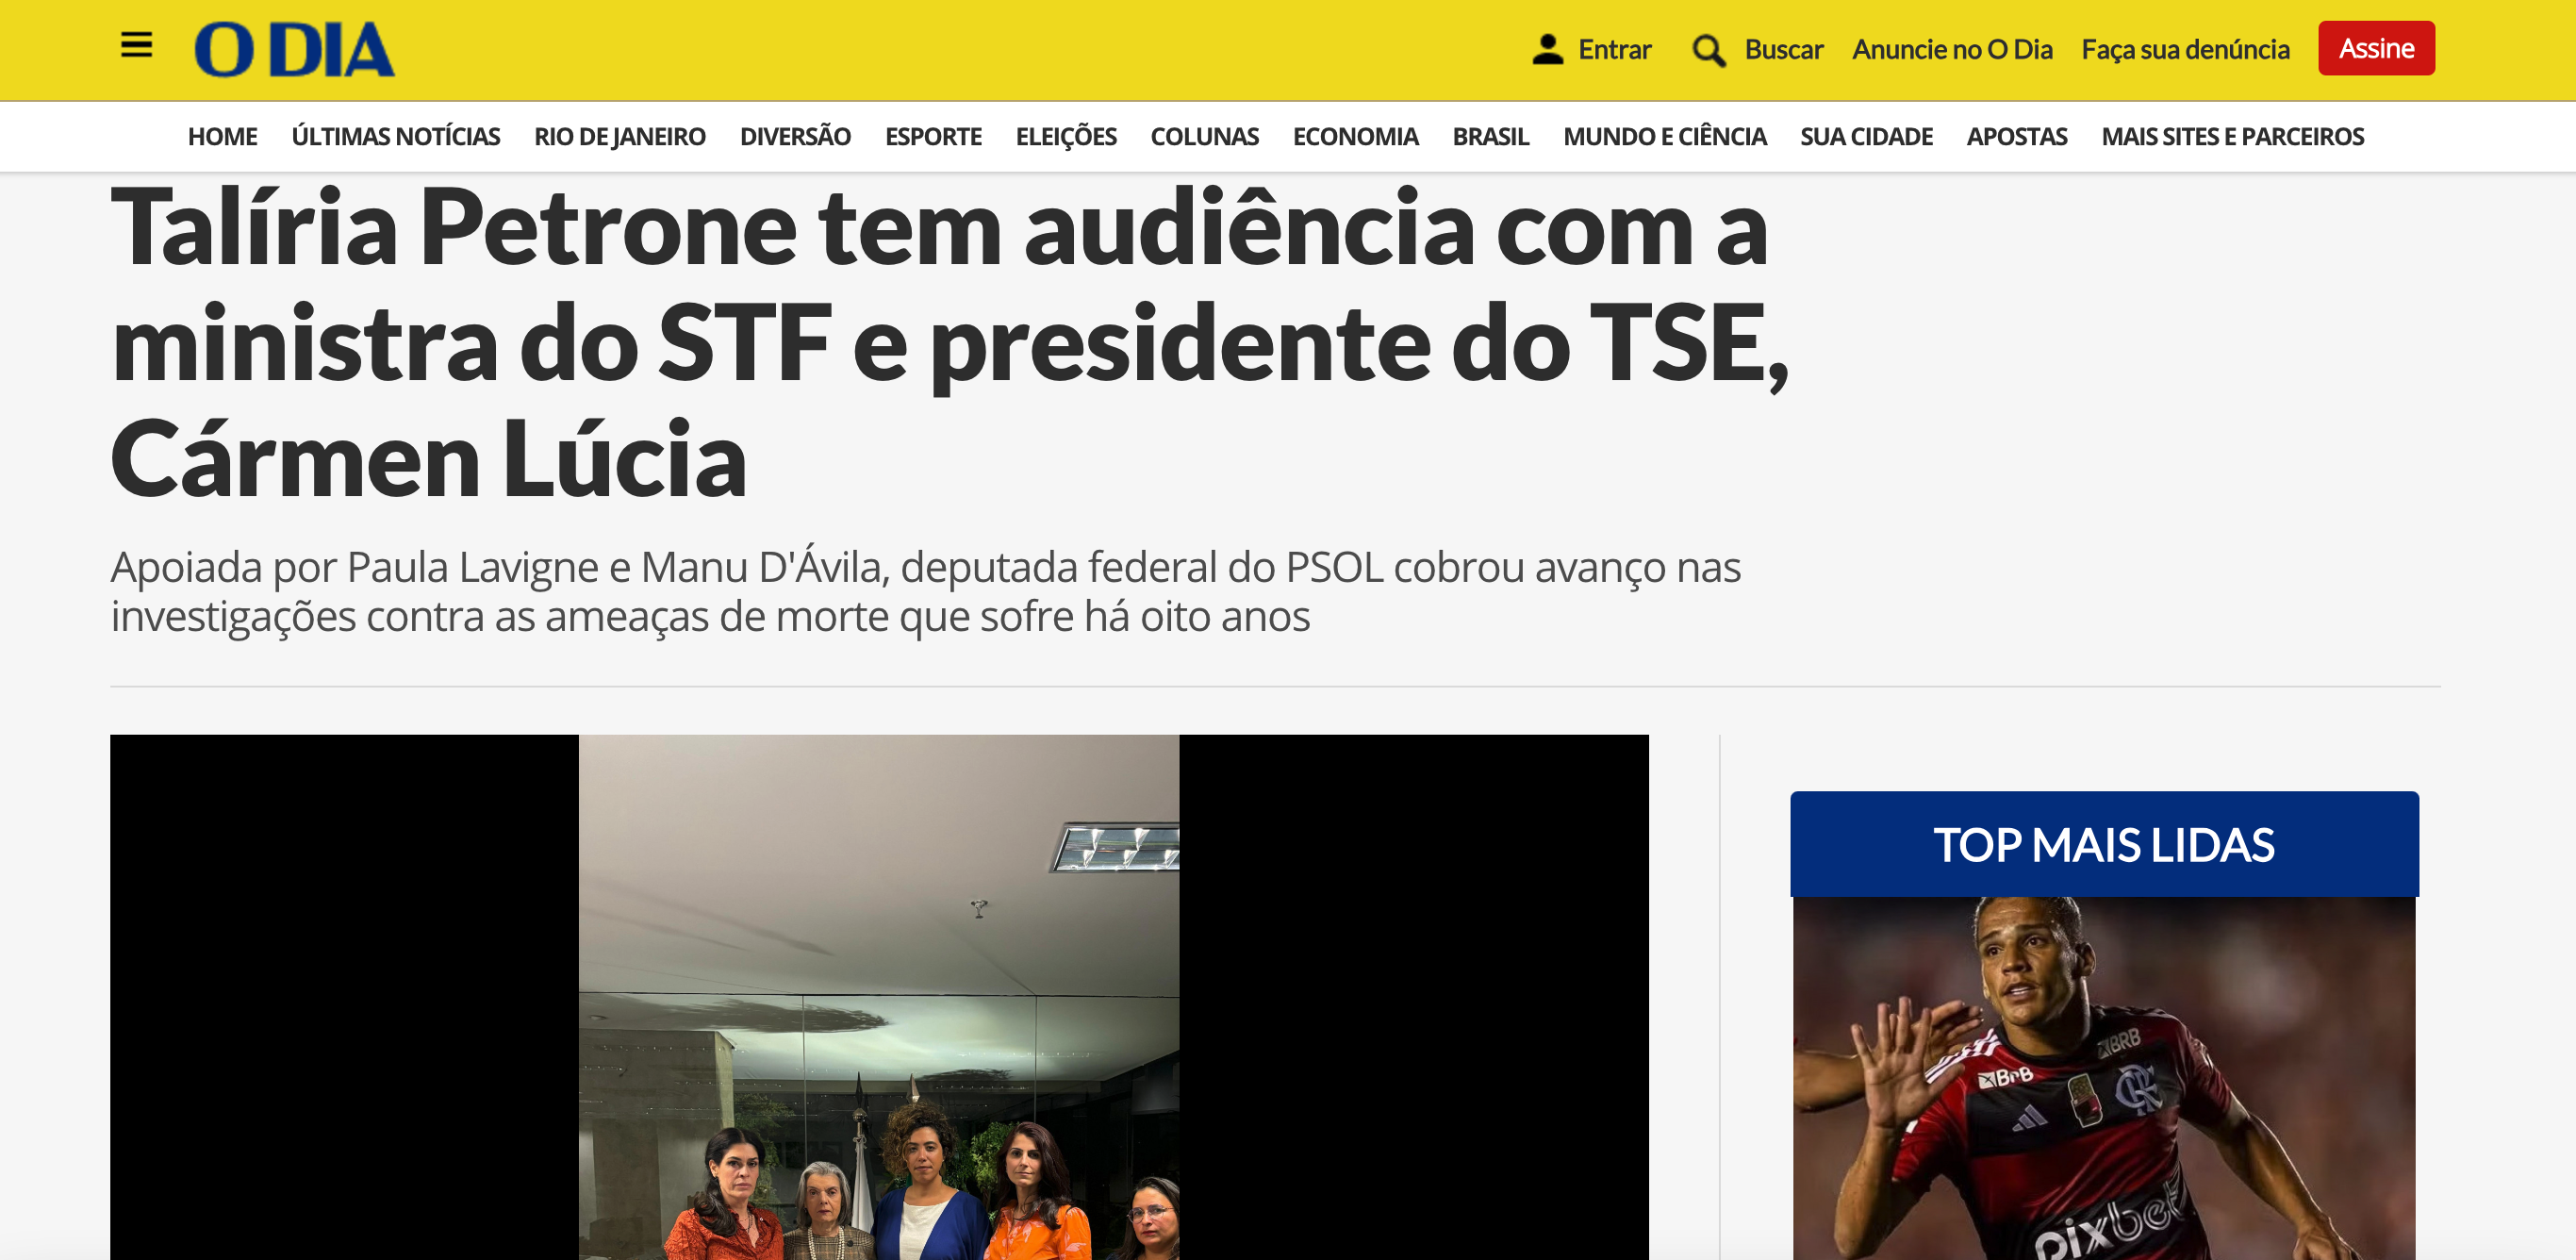 O DIA
Entrar
Buscar
Anuncie no O Dia
Faça sua denúncia
Assine
HOME
ÚLTIMAS NOTÍCIAS
RIO DE JANEIRO
DIVERSÃO
ESPORTE
ELEIÇÕES
COLUNAS
ECONOMIA
BRASIL
MUNDO E CIÊNCIA
SUA CIDADE
APOSTAS
MAIS SITES E PARCEIROS
Talíria Petrone tem audiência com a
ministra do STF e presidente do TSE,
Cármen Lúcia
Apoiada por Paula Lavigne e Manu D'Ávila, deputada federal do PSOL cobrou avanço nas
investigações contra as ameaças de morte que sofre há oito anos
TOP MAIS LIDAS
BRB
BRB
pixbet